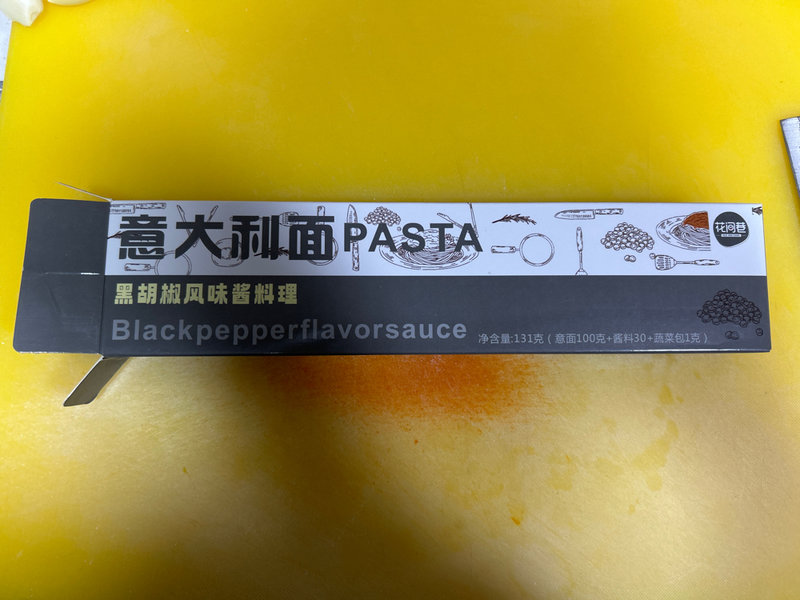 意大利面PASTA
花间巷
黑胡椒风味酱料理
Blackpepperflavorsauce
净含量:131克（意面100克+酱料30+蔬菜包1克）